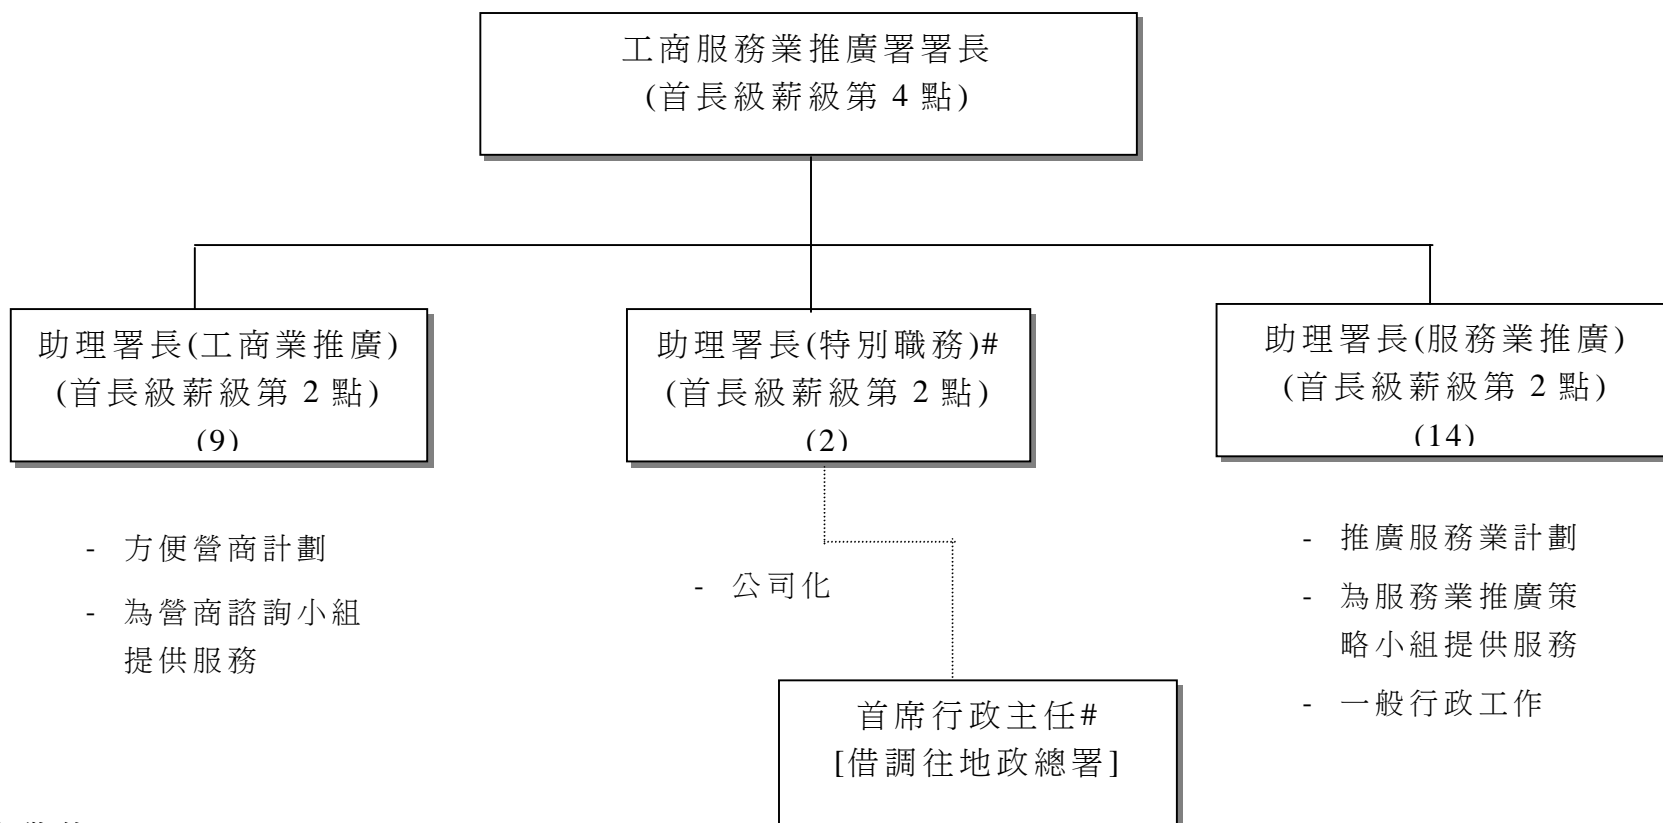 工商服務業推廣署署長
(首長級薪級第 4 點)
助理署長(工商業推廣)
(首長級薪級第 2 點)
(9)
助理署長(特別職務)#
(首長級薪級第 2 點)
(2)
助理署長(服務業推廣)
(首長級薪級第 2 點)
(14)
- 方便營商計劃
- 為營商諮詢小組
提供服務
- 公司化
- 推廣服務業計劃
- 為服務業推廣策
略小組提供服務
- 一般行政工作
首席行政主任#
[借調往地政總署]